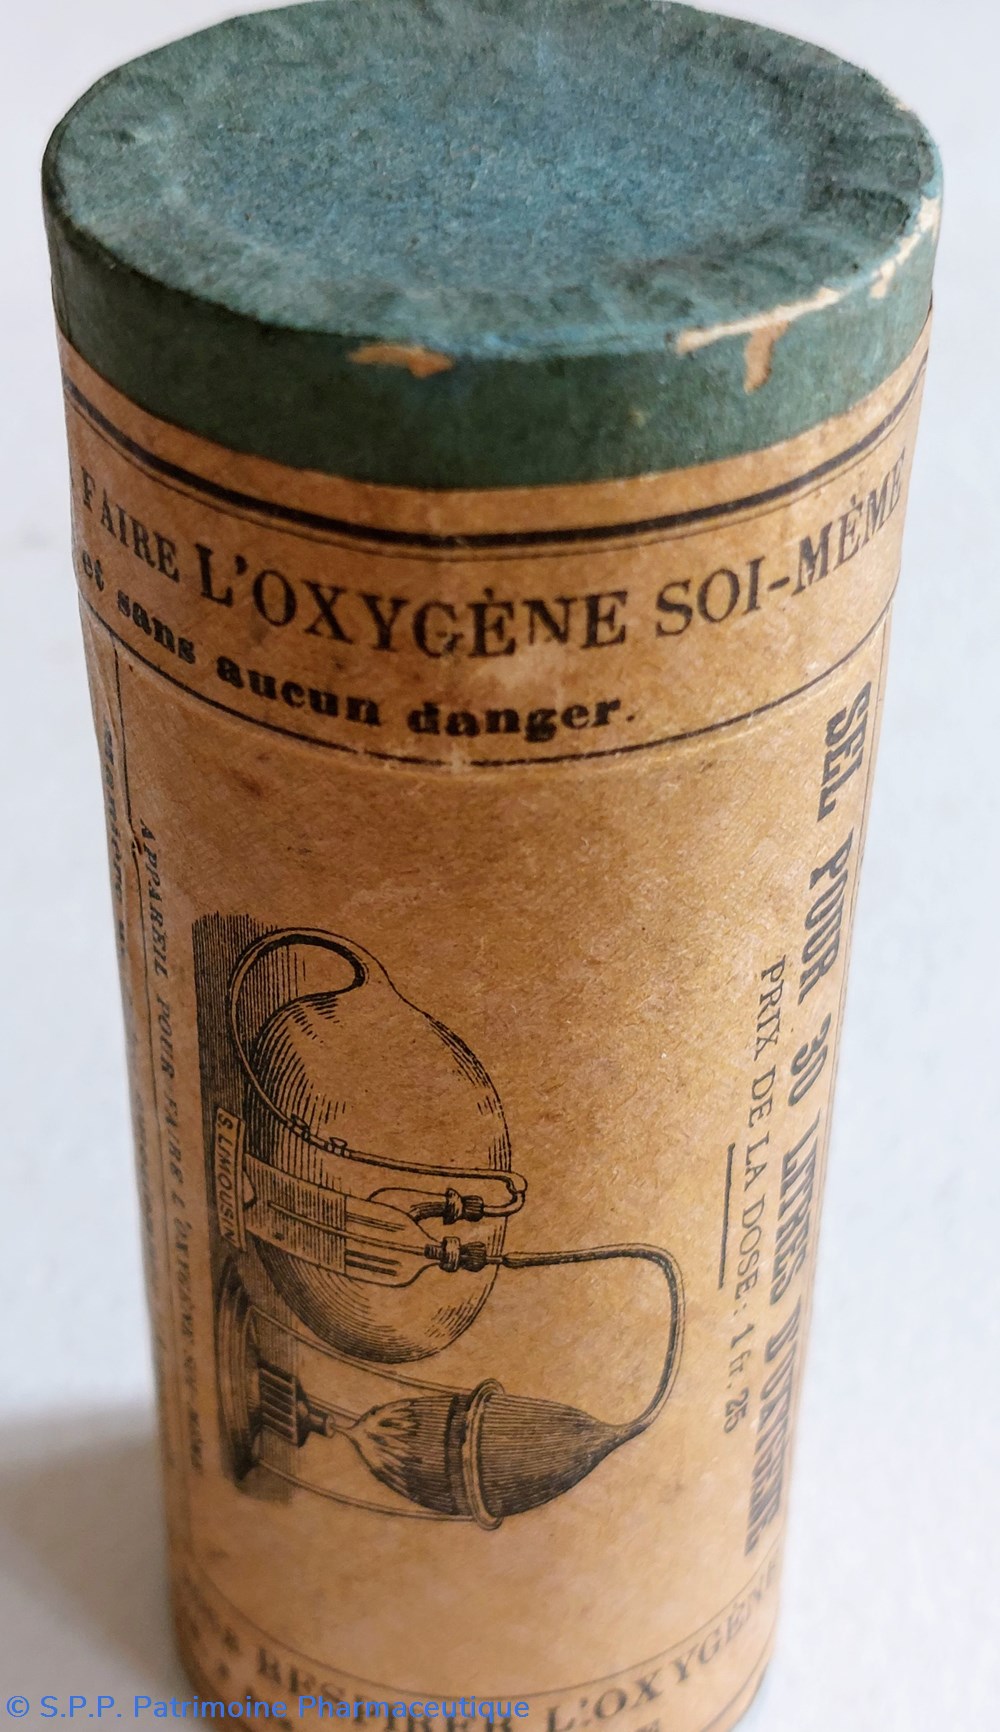 FAIRE L'OXYGÈNE SOI-MÊME
et sans aucun danger.
SEL POUR 30 LITRES D'OXYGÈNE
PRIX DE LA DOSE : 1 fr. 25
S. LIMOUSIN
APPAREIL POUR FAIRE L'OXYGÈNE SOI-MÊME
RESPIRER L'OXYGÈNE
© S.P.P. Patrimoine Pharmaceutique